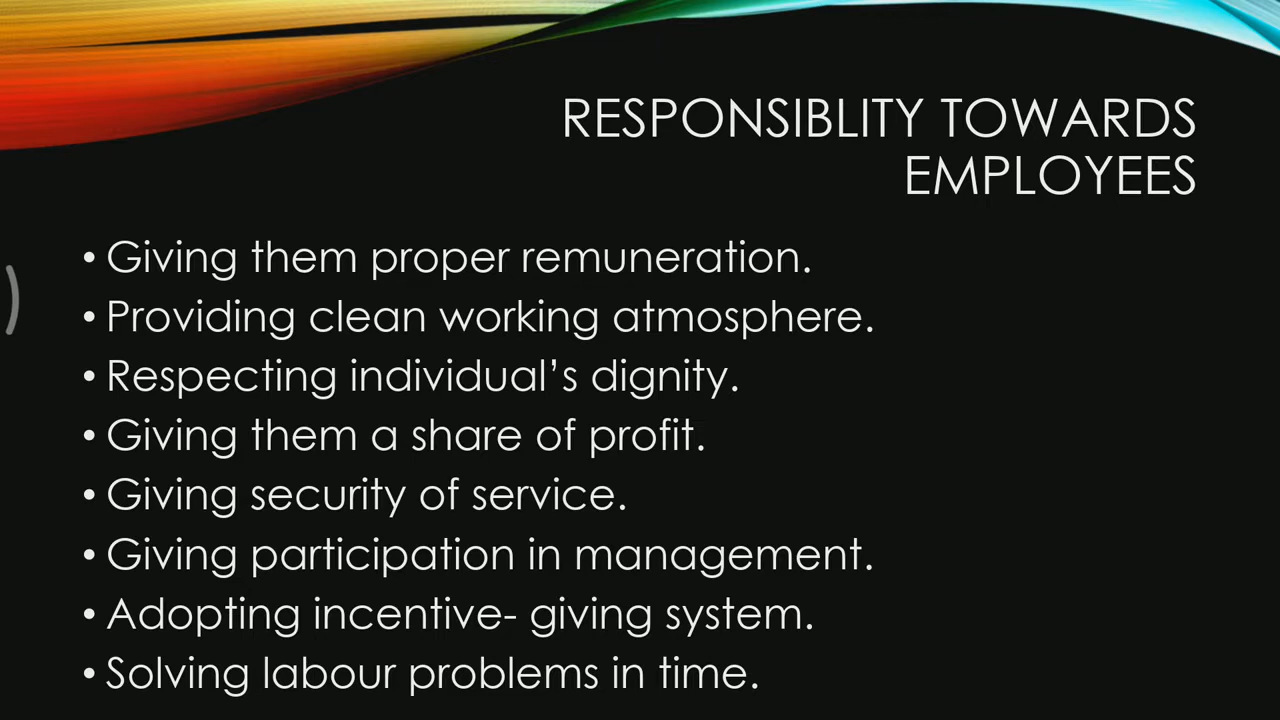 RESPONSIBLITY TOWARDS
EMPLOYEES
• Giving them proper remuneration.
• Providing clean working atmosphere.
• Respecting individual’s dignity.
• Giving them a share of profit.
• Giving security of service.
• Giving participation in management.
• Adopting incentive- giving system.
• Solving labour problems in time.